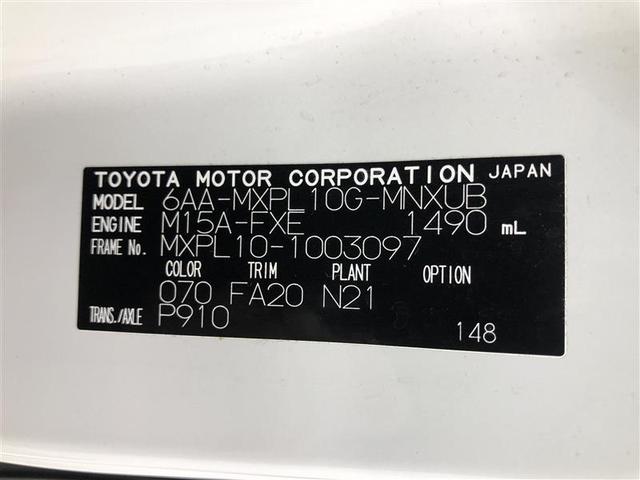 TOYOTA MOTOR CORPORATION JAPAN
MODEL 6AA-MXPL10G-MNXUB
ENGINE M15A-FXE 1490 mL
FRAME No. MXPL10-1003097
COLOR TRIM PLANT OPTION
070 FA20 N21
TRANS./AXLE P910
148